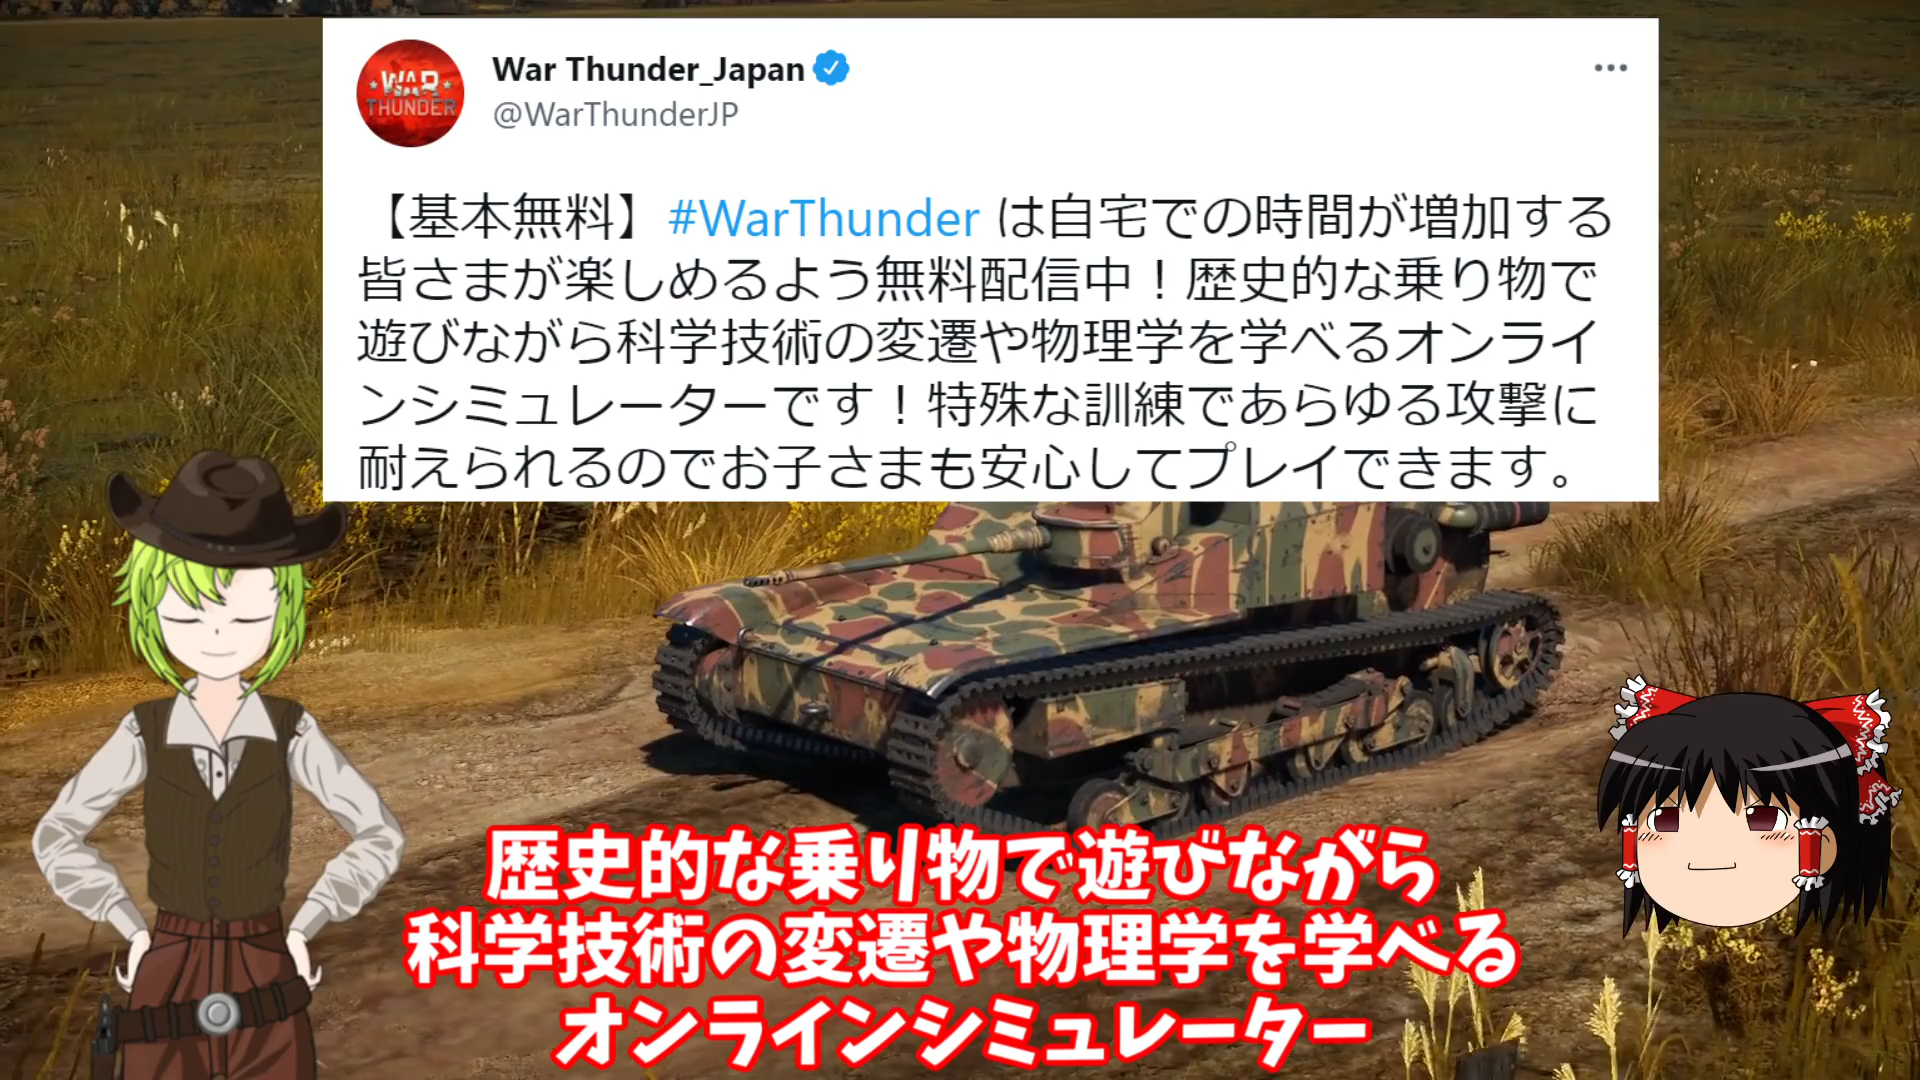 WAR
THUNDER
War Thunder_Japan
@WarThunderJP
【基本無料】#WarThunder は自宅での時間が増加する
皆さまが楽しめるよう無料配信中！歴史的な乗り物で
遊びながら科学技術の変遷や物理学を学べるオンライ
ンシミュレーターです！特殊な訓練であらゆる攻撃に
耐えられるのでお子さまも安心してプレイできます。
歴史的な乗り物で遊びながら
科学技術の変遷や物理学を学べる
オンラインシミュレーター